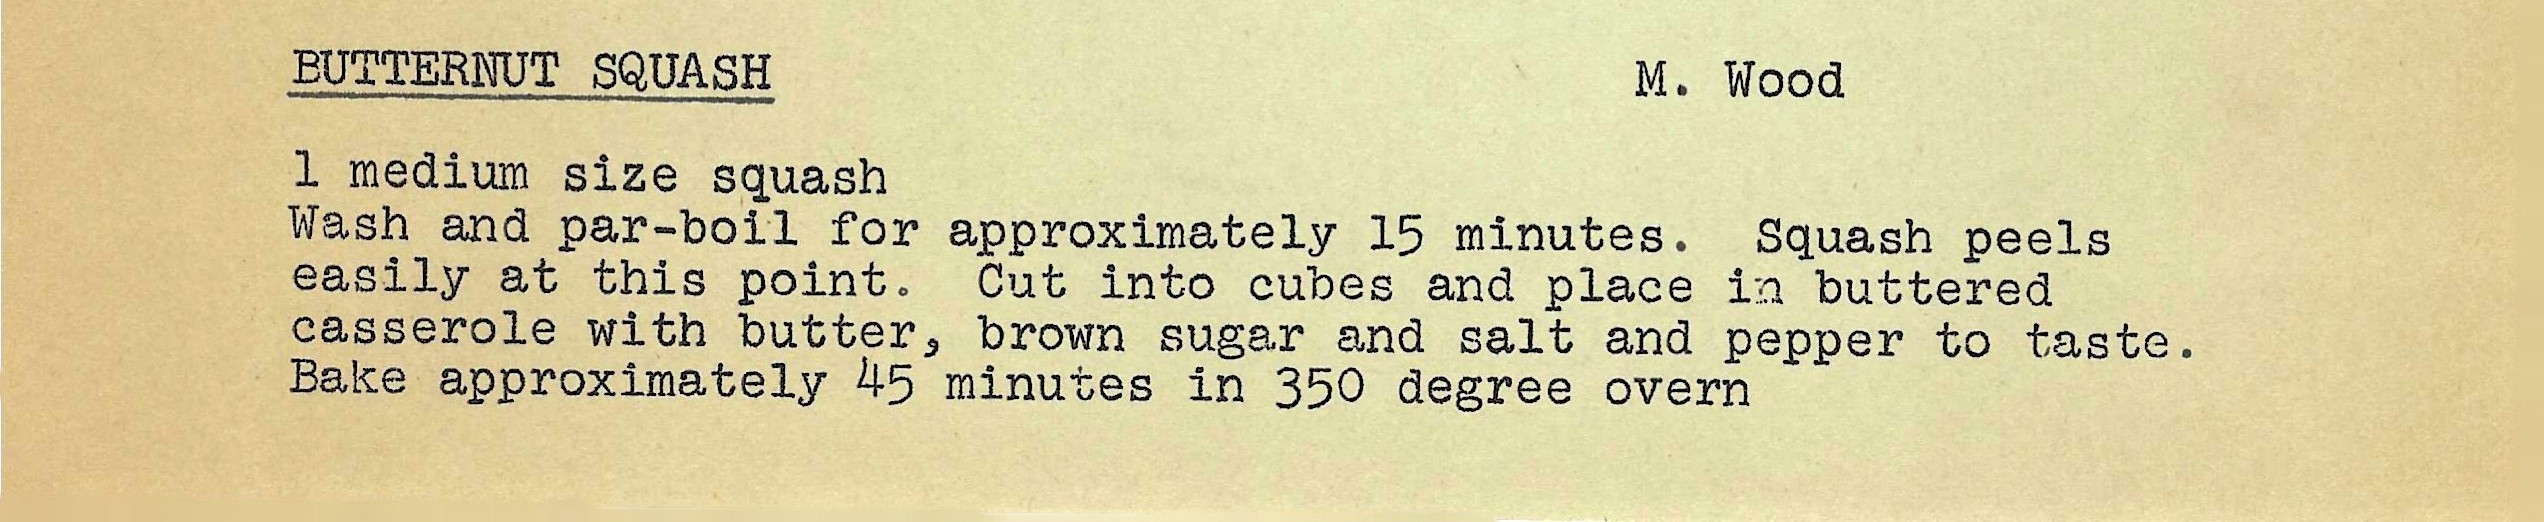 BUTTERNUT SQUASH M. Wood
1 medium size squash
Wash and par-boil for approximately 15 minutes. Squash peels
easily at this point. Cut into cubes and place in buttered
casserole with butter, brown sugar and salt and pepper to taste.
Bake approximately 45 minutes in 350 degree overn